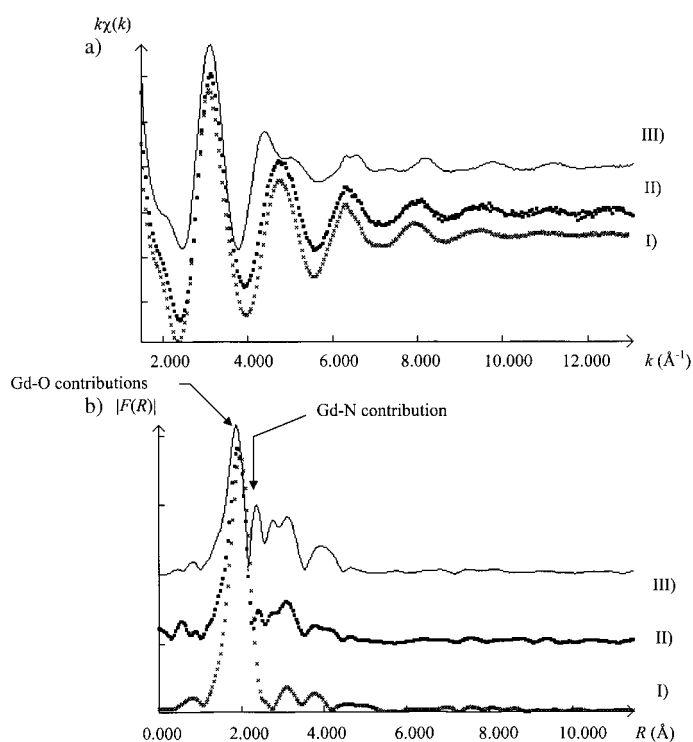 kχ(k)
a)
III)
II)
I)
2.000 4.000 6.000 8.000 10.000 12.000 k (Å⁻¹)
Gd-O contributions
b) |F(R)|
Gd-N contribution
III)
II)
I)
0.000 2.000 4.000 6.000 8.000 10.000 R (Å)